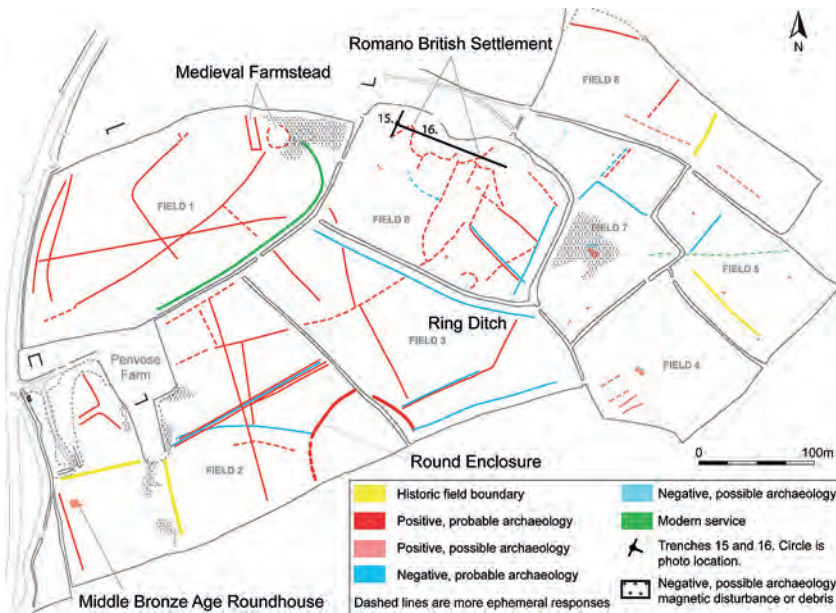 Romano British Settlement
Medieval Farmstead
N
15.
16.
FIELD 6
FIELD 1
FIELD 8
FIELD 7
FIELD 5
Ring Ditch
FIELD 3
FIELD 4
Penvose
Farm
FIELD 2
0
100m
Round Enclosure
Middle Bronze Age Roundhouse
Historic field boundary
Positive, probable archaeology
Positive, possible archaeology
Negative, probable archaeology
Dashed lines are more ephemeral responses
Negative, possible archaeology
Modern service
Trenches 15 and 16. Circle is
photo location.
Negative, possible archaeology
magnetic disturbance or debris